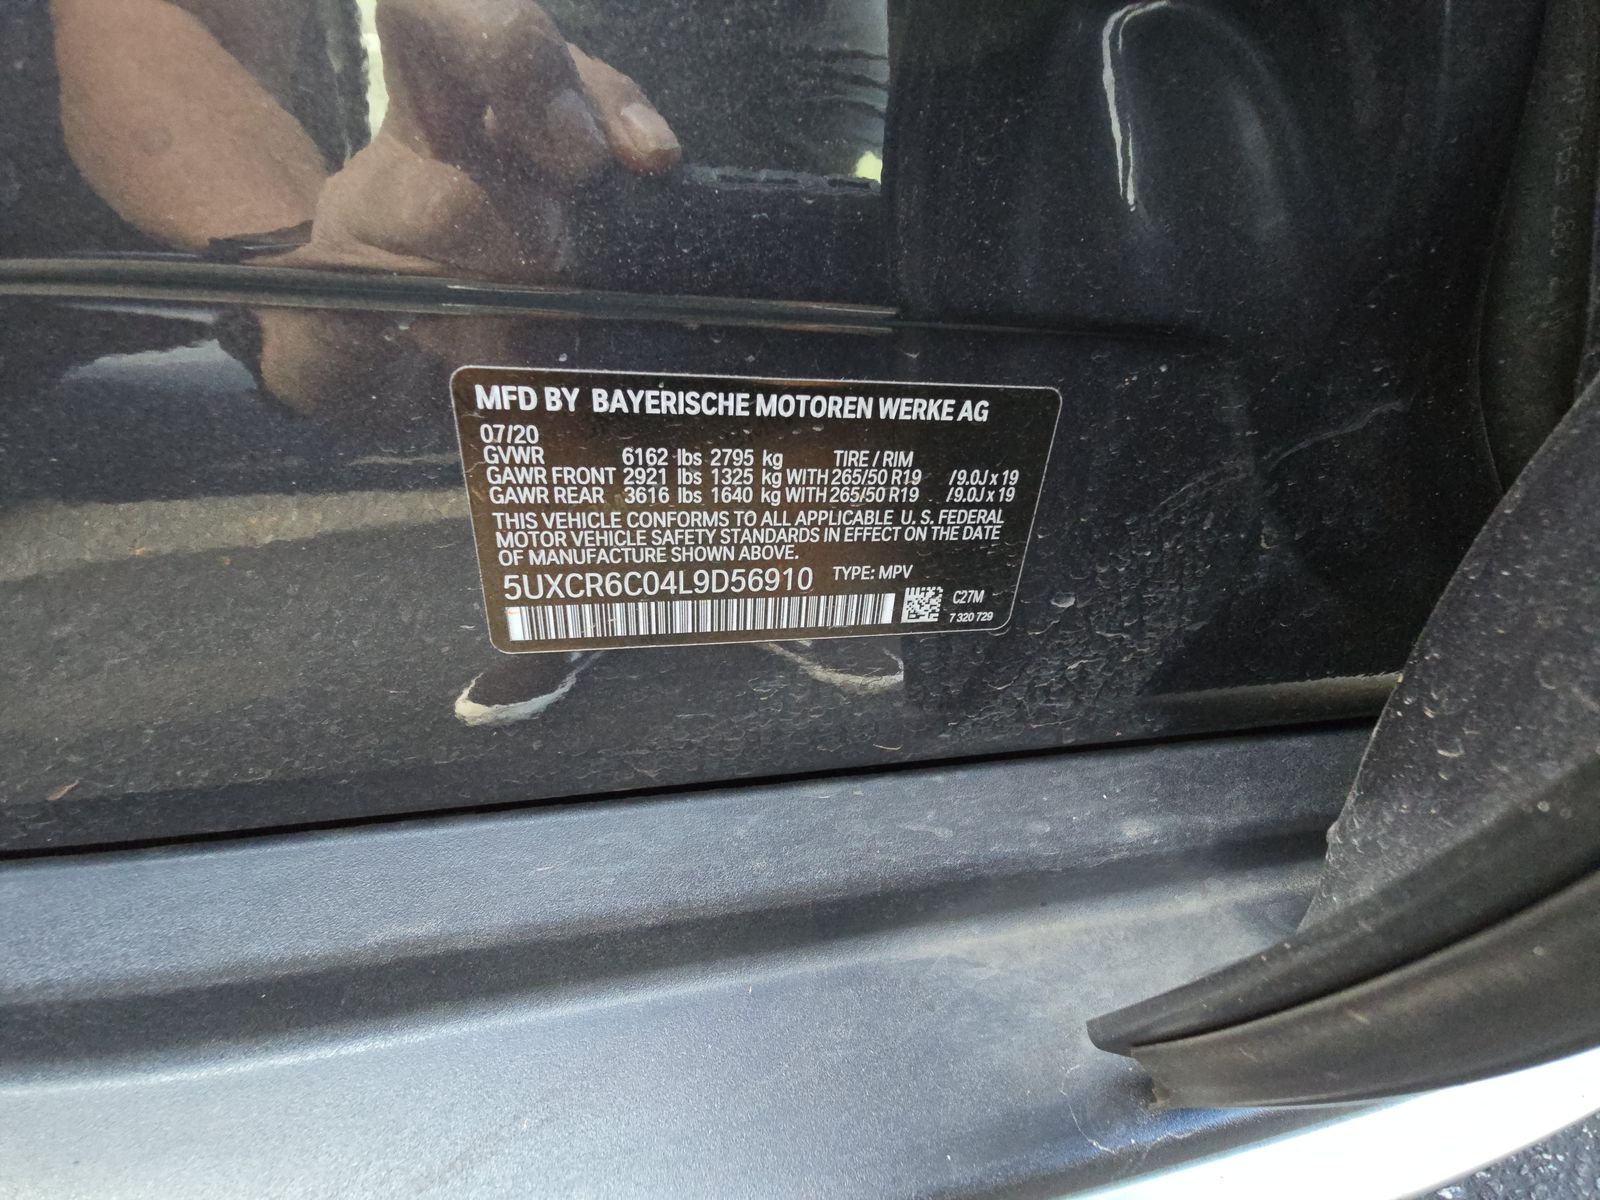 MFD BY BAYERISCHE MOTOREN WERKE AG
07/20
GVWR 6162 lbs 2795 kg TIRE / RIM
GAWR FRONT 2921 lbs 1325 kg WITH 265/50 R19 /9.0J x 19
GAWR REAR 3616 lbs 1640 kg WITH 265/50 R19 /9.0J x 19
THIS VEHICLE CONFORMS TO ALL APPLICABLE U. S. FEDERAL
MOTOR VEHICLE SAFETY STANDARDS IN EFFECT ON THE DATE
OF MANUFACTURE SHOWN ABOVE.
5UXCR6C04L9D56910 TYPE: MPV
C27M
7 320 729